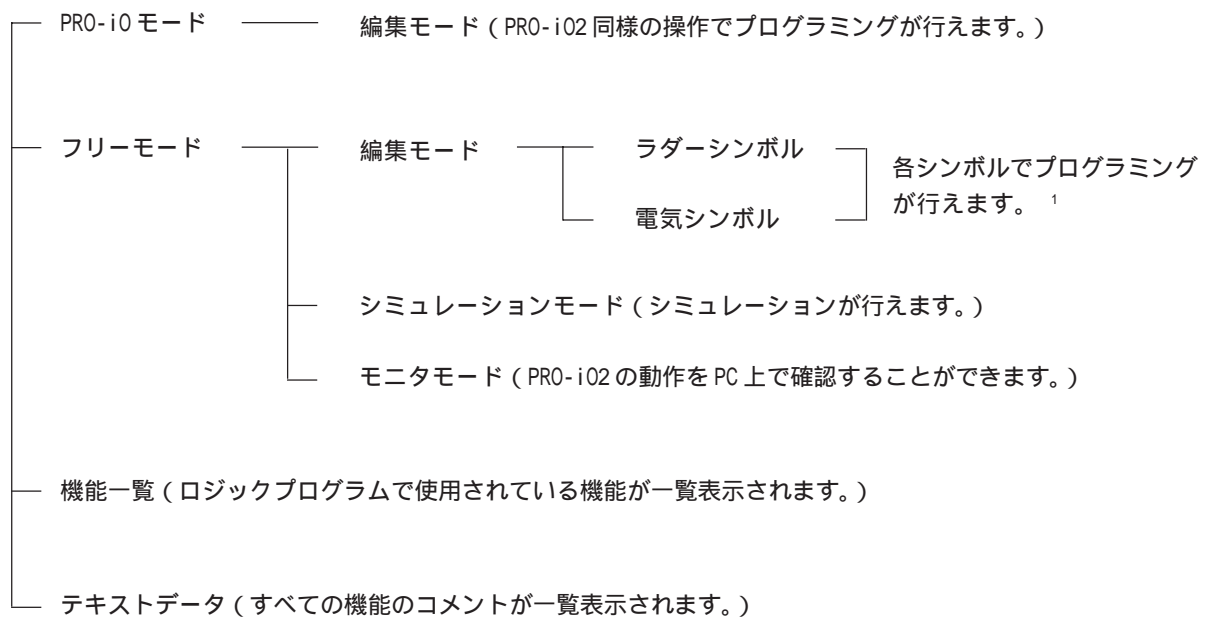 PRO-iO モード 編集モード ( PRO-iO2 同様の操作でプログラミングが行えます。)
フリーモード 編集モード ラダーシンボル
電気シンボル
各シンボルでプログラミング
が行えます。 1
シミュレーションモード ( シミュレーションが行えます。)
モニタモード ( PRO-iO2 の動作を PC 上で確認することができます。)
機能一覧 ( ロジックプログラムで使用されている機能が一覧表示されます。)
テキストデータ ( すべての機能のコメントが一覧表示されます。)